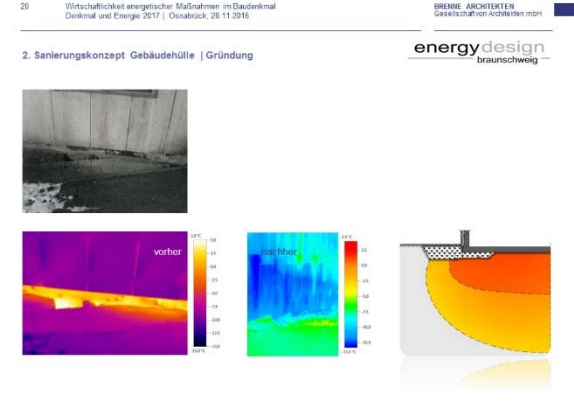 20
Wirtschaftlichkeit energetischer Maßnahmen im Baudenkmal
Denkmal und Energie 2017 | Osnabrück, 28.11.2016
BRENNE ARCHITEKTEN
Gesellschaft von Architekten mbH
2. Sanierungskonzept Gebäudehülle | Gründung
energydesign
braunschweig
vorher
nachher